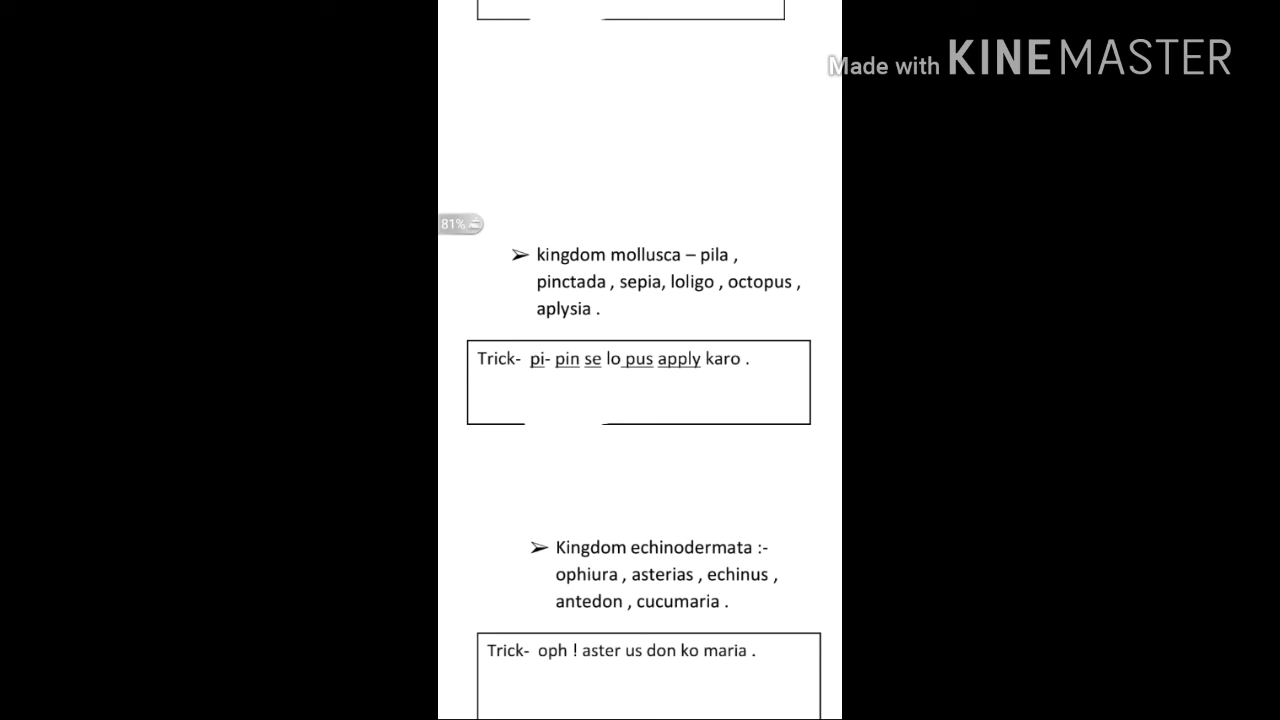 Made with KINEMASTER
81%
➢ kingdom mollusca – pila ,
pinctada , sepia, loligo , octopus ,
aplysia .
Trick- pi- pin se lo pus apply karo .
➢ Kingdom echinodermata :-
ophiura , asterias , echinus ,
antedon , cucumaria .
Trick- oph ! aster us don ko maria .